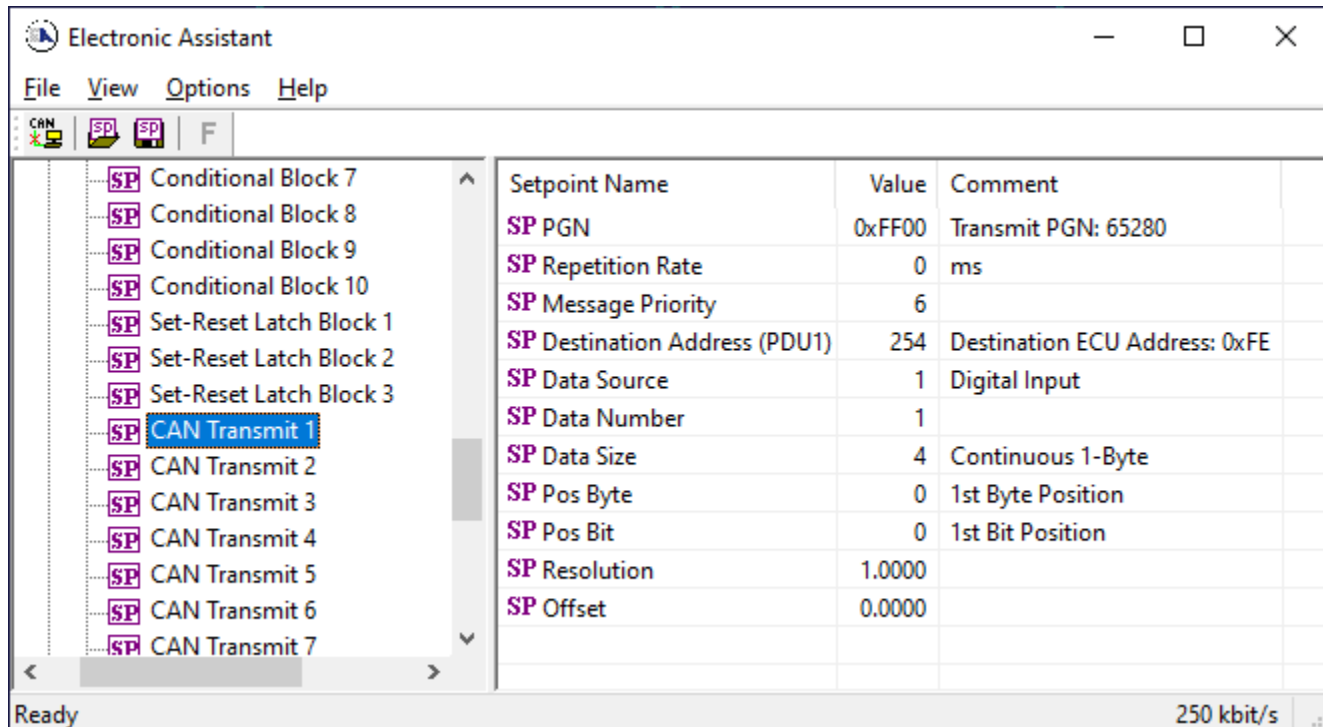 Electronic Assistant
File View Options Help
CAN SP SP F
SP Conditional Block 7
SP Conditional Block 8
SP Conditional Block 9
SP Conditional Block 10
SP Set-Reset Latch Block 1
SP Set-Reset Latch Block 2
SP Set-Reset Latch Block 3
SP CAN Transmit 1
SP CAN Transmit 2
SP CAN Transmit 3
SP CAN Transmit 4
SP CAN Transmit 5
SP CAN Transmit 6
SP CAN Transmit 7
Setpoint Name Value Comment
SP PGN 0xFF00 Transmit PGN: 65280
SP Repetition Rate 0 ms
SP Message Priority 6
SP Destination Address (PDU1) 254 Destination ECU Address: 0xFE
SP Data Source 1 Digital Input
SP Data Number 1
SP Data Size 4 Continuous 1-Byte
SP Pos Byte 0 1st Byte Position
SP Pos Bit 0 1st Bit Position
SP Resolution 1.0000
SP Offset 0.0000
Ready 250 kbit/s